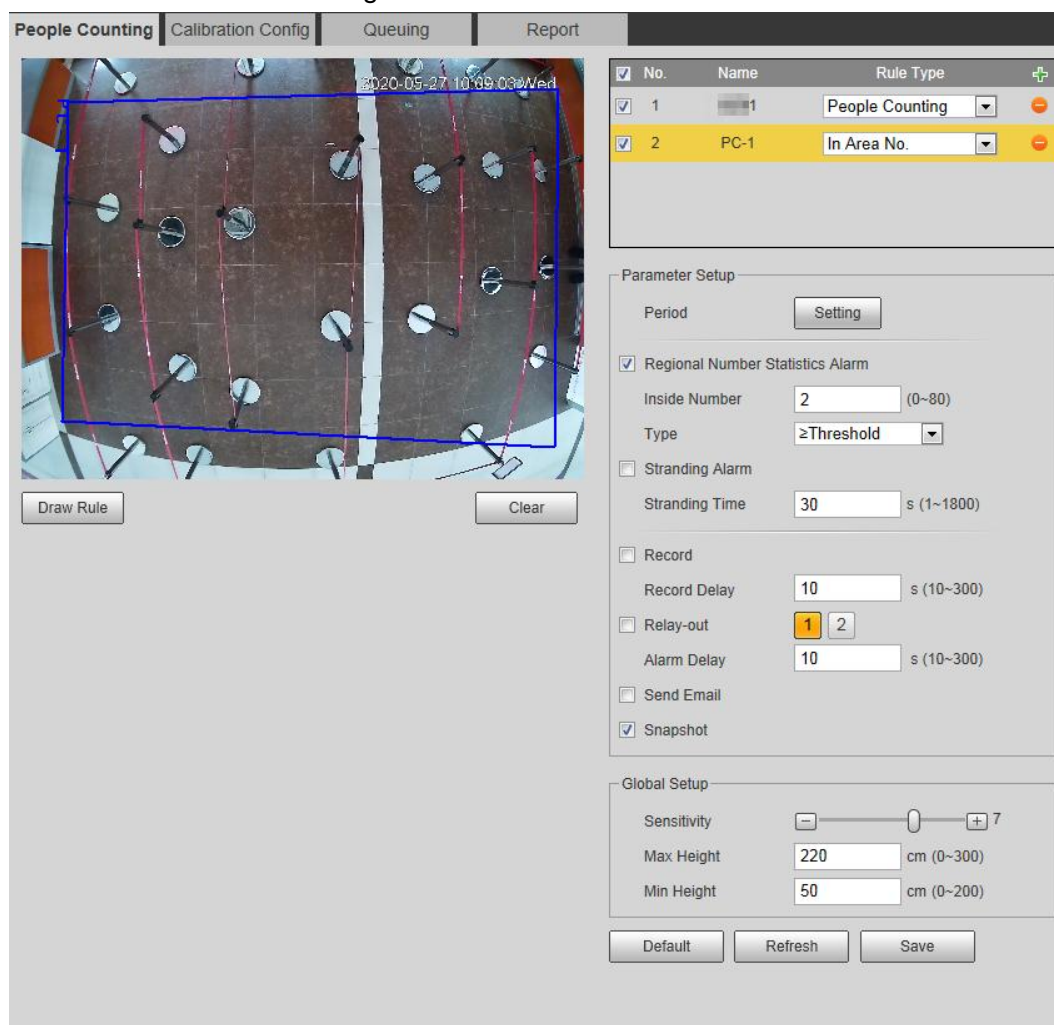 People Counting Calibration Config Queuing Report
2020-05-27 10:09:03 Wed
No. Name Rule Type
1 1 People Counting
2 PC-1 In Area No.
Parameter Setup
Period Setting
Regional Number Statistics Alarm
Inside Number 2 (0~80)
Type ≥Threshold
Stranding Alarm
Stranding Time 30 s (1~1800)
Draw Rule Clear
Record
Record Delay 10 s (10~300)
Relay-out 1 2
Alarm Delay 10 s (10~300)
Send Email
Snapshot
Global Setup
Sensitivity 7
Max Height 220 cm (0~300)
Min Height 50 cm (0~200)
Default Refresh Save